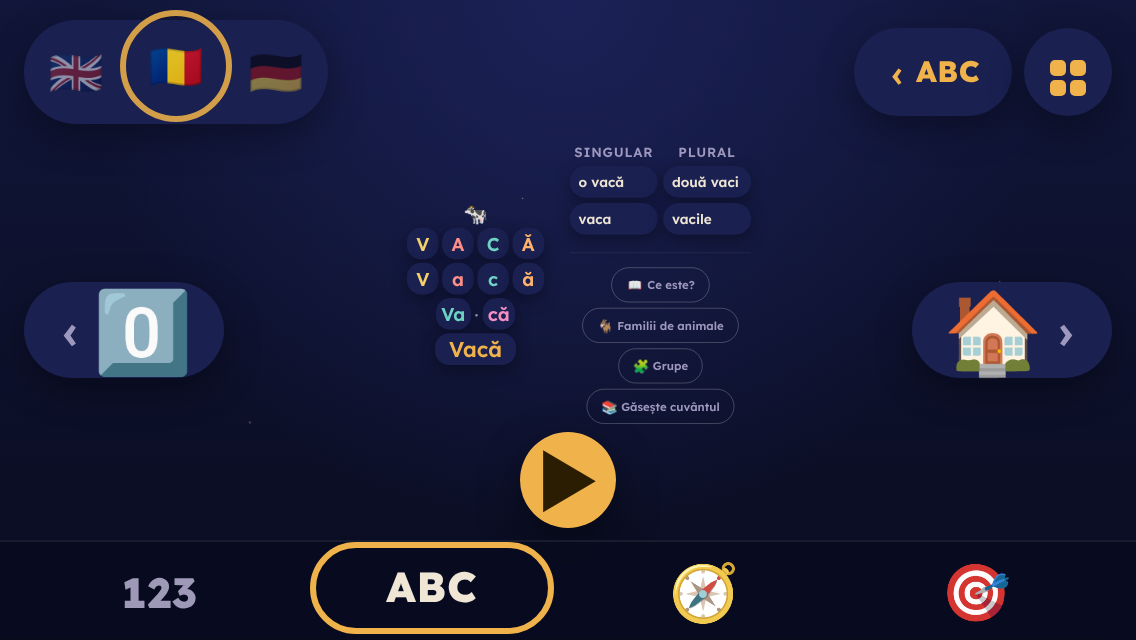 ‹ ABC
SINGULAR PLURAL
o vacă două vaci
vaca vacile
V A C Ă
V a c ă
Va · că
Vacă
Ce este?
Familii de animale
Grupe
Găsește cuvântul
‹ 0
›
123
ABC